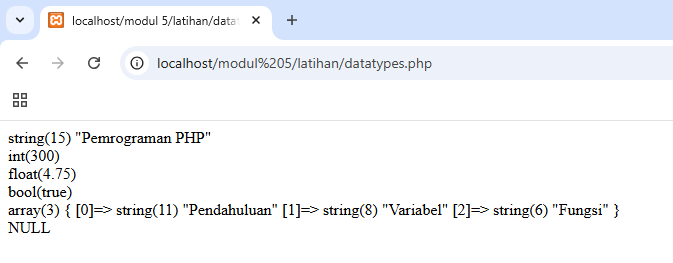 localhost/modul 5/latihan/datat
localhost/modul%205/latihan/datatypes.php
string(15) "Pemrograman PHP"
int(300)
float(4.75)
bool(true)
array(3) { [0]=> string(11) "Pendahuluan" [1]=> string(8) "Variabel" [2]=> string(6) "Fungsi" }
NULL